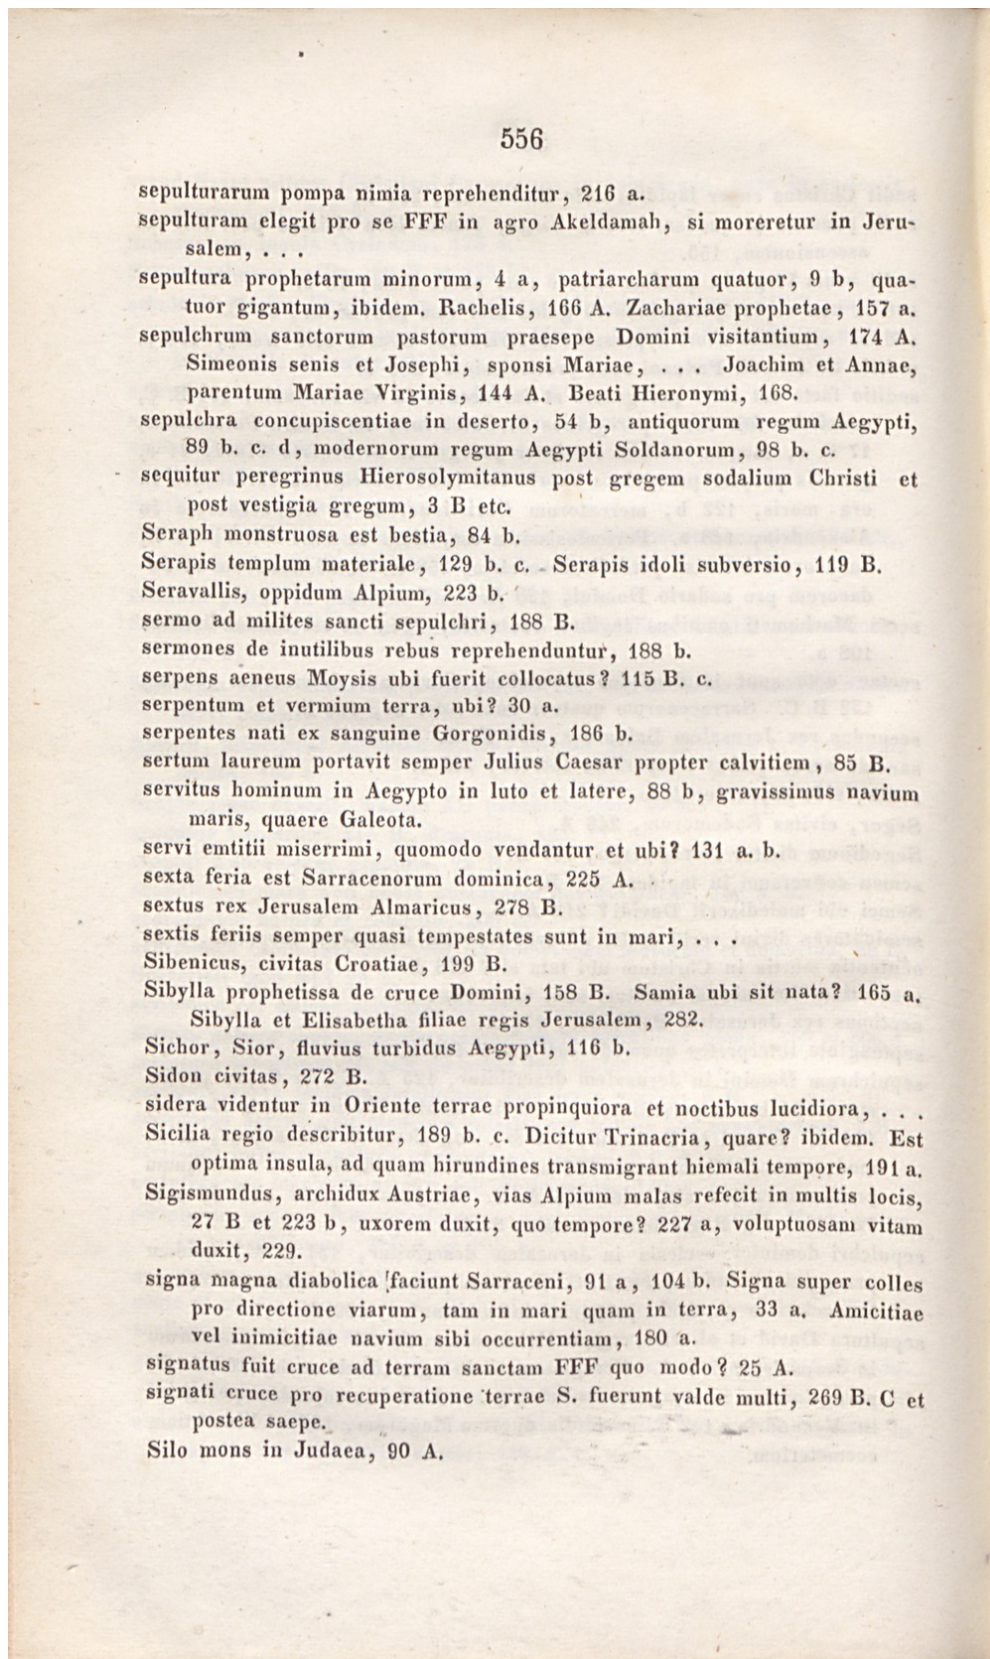 556
sepulturarum pompa nimia reprehenditur, 216 a.
sepulturam elegit pro se FFF in agro Akeldamah, si moreretur in Jeru-
salem, . . .
sepultura prophetarum minorum, 4 a, patriarcharum quatuor, 9 b, qua-
tuor gigantum, ibidem. Rachelis, 166 A. Zachariae prophetae, 157 a.
sepulchrum sanctorum pastorum praesepe Domini visitantium, 174 A.
Simeonis senis et Josephi, sponsi Mariae, . . . Joachim et Annae,
parentum Mariae Virginis, 144 A. Beati Hieronymi, 168.
sepulchra concupiscentiae in deserto, 54 b, antiquorum regum Aegypti,
89 b. c. d, modernorum regum Aegypti Soldanorum, 98 b. c.
sequitur peregrinus Hierosolymitanus post gregem sodalium Christi et
post vestigia gregum, 3 B etc.
Seraph monstruosa est bestia, 84 b.
Serapis templum materiale, 129 b. c. Serapis idoli subversio, 119 B.
Seravallis, oppidum Alpium, 223 b.
sermo ad milites sancti sepulchri, 188 B.
sermones de inutilibus rebus reprehenduntur, 188 b.
serpens aeneus Moysis ubi fuerit collocatus? 115 B. c.
serpentum et vermium terra, ubi? 30 a.
serpentes nati ex sanguine Gorgonidis, 186 b.
sertum laureum portavit semper Julius Caesar propter calvitiem, 85 B.
servitus hominum in Aegypto in luto et latere, 88 b, gravissimus navium
maris, quaere Galeota.
servi emtitii miserrimi, quomodo vendantur et ubi? 131 a. b.
sexta feria est Sarracenorum dominica, 225 A.
sextus rex Jerusalem Almaricus, 278 B.
sextis feriis semper quasi tempestates sunt in mari, . . .
Sibenicus, civitas Croatiae, 199 B.
Sibylla prophetissa de cruce Domini, 158 B. Samia ubi sit nata? 165 a.
Sibylla et Elisabetha filiae regis Jerusalem, 282.
Sichor, Sior, fluvius turbidus Aegypti, 116 b.
Sidon civitas, 272 B.
sidera videntur in Oriente terrae propinquiora et noctibus lucidiora, . . .
Sicilia regio describitur, 189 b. c. Dicitur Trinacria, quare? ibidem. Est
optima insula, ad quam hirundines transmigrant hiemali tempore, 191 a.
Sigismundus, archidux Austriae, vias Alpium malas refecit in multis locis,
27 B et 223 b, uxorem duxit, quo tempore? 227 a, voluptuosam vitam
duxit, 229.
signa magna diabolica faciunt Sarraceni, 91 a, 104 b. Signa super colles
pro directione viarum, tam in mari quam in terra, 33 a. Amicitiae
vel inimicitiae navium sibi occurrentiam, 180 a.
signatus fuit cruce ad terram sanctam FFF quo modo? 25 A.
signati cruce pro recuperatione terrae S. fuerunt valde multi, 269 B. C et
postea saepe.
Silo mons in Judaea, 90 A.